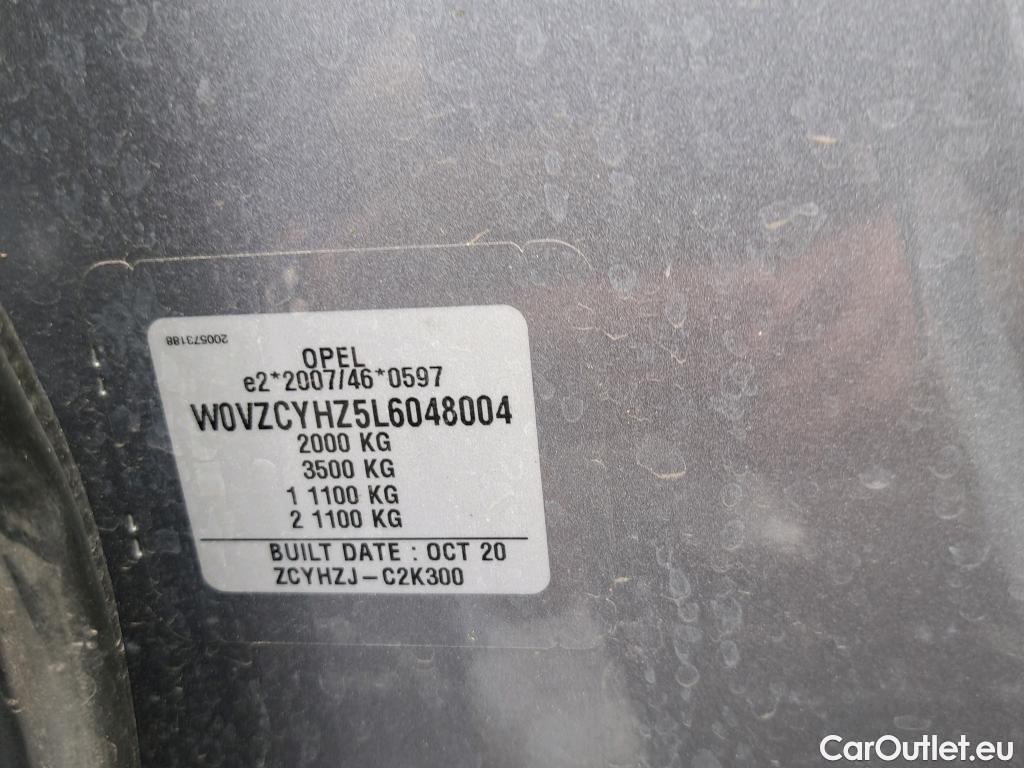 200573188
OPEL
e2*2007/46*0597
W0VZCYHZ5L6048004
2000 KG
3500 KG
1 1100 KG
2 1100 KG
BUILT DATE : OCT 20
ZCYHZJ-C2K300
CarOutlet.eu